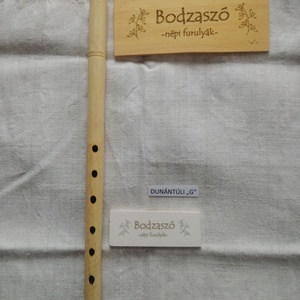 Bodzaszó
-népi furulyák-
DUNÁNTÚLI „G"
Bodzaszó
-népi furulyák-